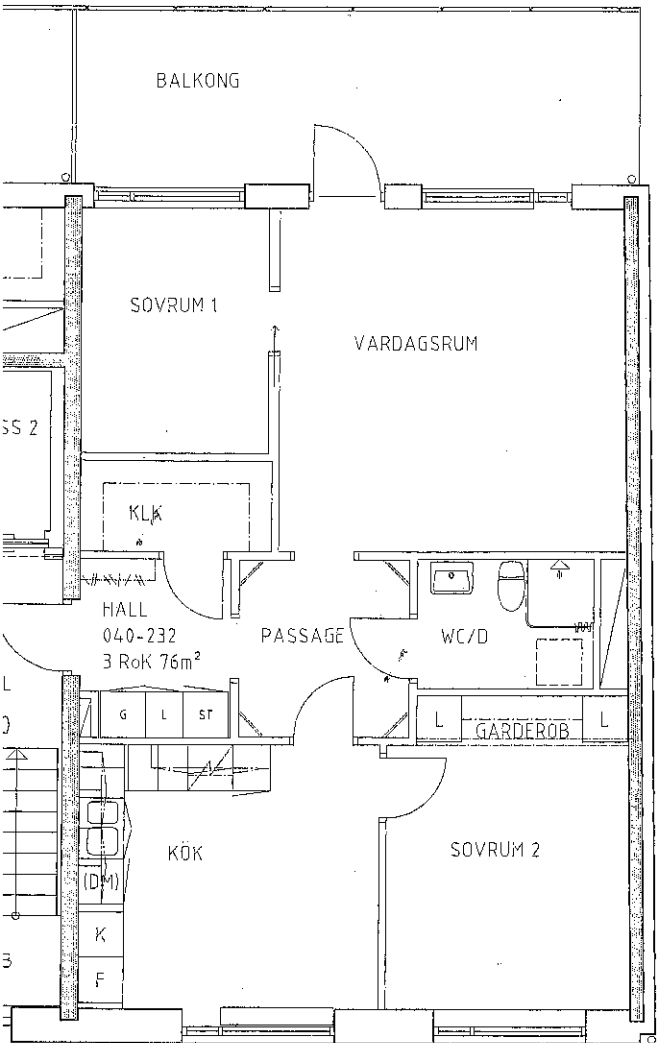 BALKONG
SOVRUM 1
VARDAGSRUM
SS 2
KLK
HALL
040-232
3 RoK 76m²
PASSAGE
WC/D
L
G L ST
L GARDEROB L
KÖK
SOVRUM 2
(DM)
K
F